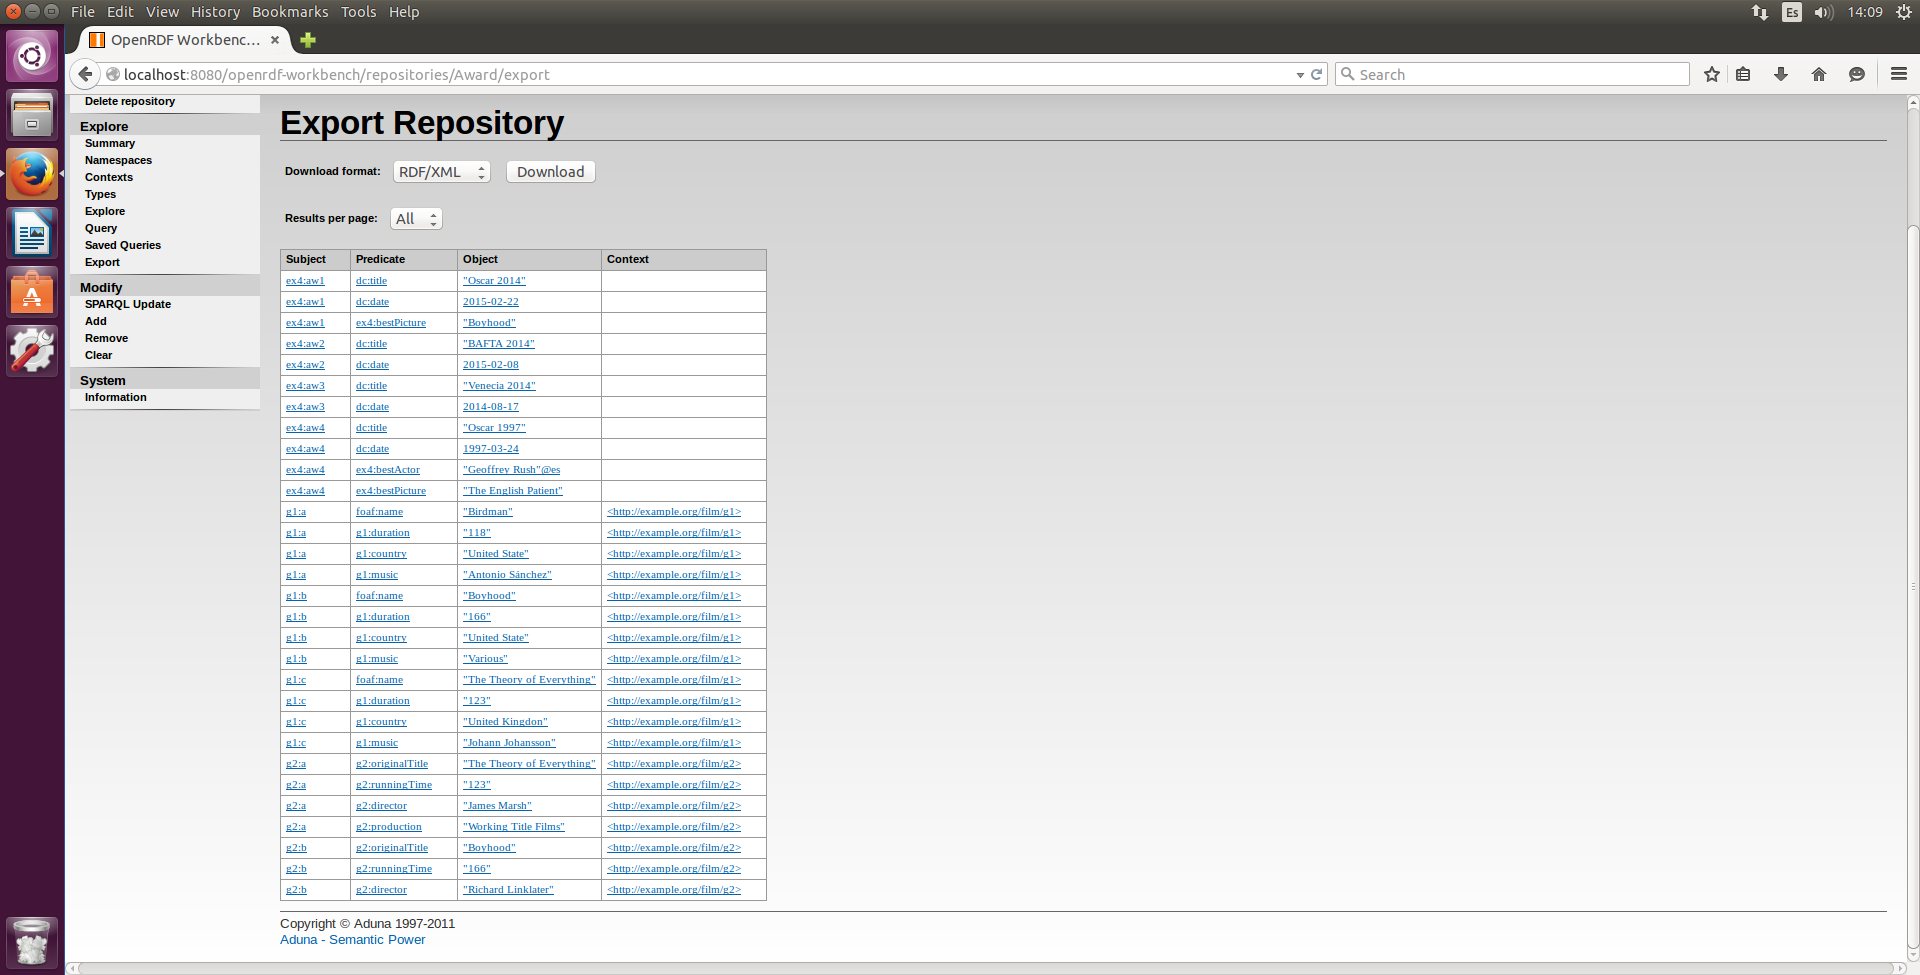 File Edit View History Bookmarks Tools Help
Es 14:09
OpenRDF Workbenc...
localhost:8080/openrdf-workbench/repositories/Award/export
Search
Delete repository
Explore
Summary
Namespaces
Contexts
Types
Explore
Query
Saved Queries
Export
Modify
SPARQL Update
Add
Remove
Clear
System
Information
Export Repository
Download format: RDF/XML Download
Results per page: All
Subject Predicate Object Context
ex4:aw1 dc:title "Oscar 2014"
ex4:aw1 dc:date 2015-02-22
ex4:aw1 ex4:bestPicture "Boyhood"
ex4:aw2 dc:title "BAFTA 2014"
ex4:aw2 dc:date 2015-02-08
ex4:aw3 dc:title "Venecia 2014"
ex4:aw3 dc:date 2014-08-17
ex4:aw4 dc:title "Oscar 1997"
ex4:aw4 dc:date 1997-03-24
ex4:aw4 ex4:bestActor "Geoffrey Rush"@es
ex4:aw4 ex4:bestPicture "The English Patient"
g1:a foaf:name "Birdman" <http://example.org/film/g1>
g1:a g1:duration "118" <http://example.org/film/g1>
g1:a g1:country "United State" <http://example.org/film/g1>
g1:a g1:music "Antonio Sánchez" <http://example.org/film/g1>
g1:b foaf:name "Boyhood" <http://example.org/film/g1>
g1:b g1:duration "166" <http://example.org/film/g1>
g1:b g1:country "United State" <http://example.org/film/g1>
g1:b g1:music "Various" <http://example.org/film/g1>
g1:c foaf:name "The Theory of Everything" <http://example.org/film/g1>
g1:c g1:duration "123" <http://example.org/film/g1>
g1:c g1:country "United Kingdon" <http://example.org/film/g1>
g1:c g1:music "Johann Johansson" <http://example.org/film/g1>
g2:a g2:originalTitle "The Theory of Everything" <http://example.org/film/g2>
g2:a g2:runningTime "123" <http://example.org/film/g2>
g2:a g2:director "James Marsh" <http://example.org/film/g2>
g2:a g2:production "Working Title Films" <http://example.org/film/g2>
g2:b g2:originalTitle "Boyhood" <http://example.org/film/g2>
g2:b g2:runningTime "166" <http://example.org/film/g2>
g2:b g2:director "Richard Linklater" <http://example.org/film/g2>
Copyright © Aduna 1997-2011
Aduna - Semantic Power